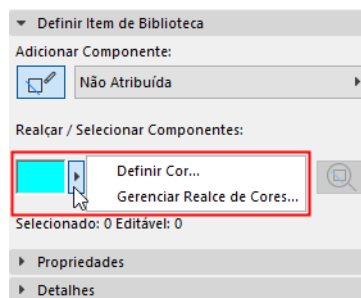 Definir Item de Biblioteca
Adicionar Componente:
Não Atribuída
Realçar / Selecionar Componentes:
Definir Cor...
Gerenciar Realce de Cores...
Selecionado: 0 Editável: 0
Propriedades
Detalhes